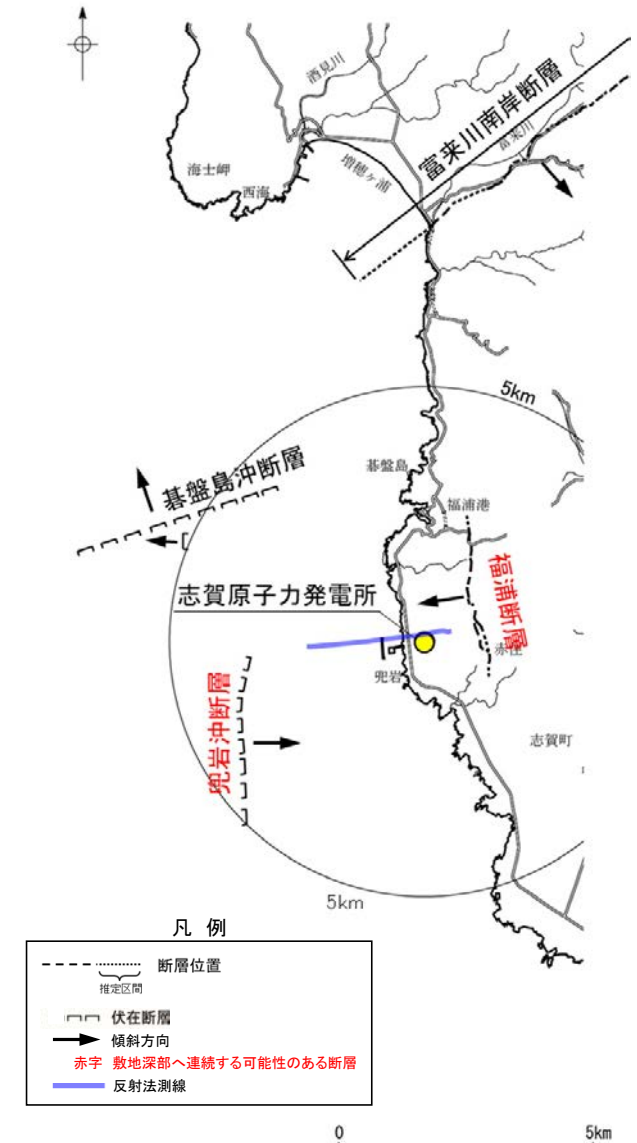 酒見川
富来川南岸断層
富来川
増穂ヶ浦
海士岬
西海
5km
碁盤島沖断層
碁盤島
福浦港
志賀原子力発電所
福浦断層
赤住
兜岩
兜岩沖断層
志賀町
5km
凡 例
断層位置
推定区間
伏在断層
傾斜方向
赤字 敷地深部へ連続する可能性のある断層
反射法測線
0 5km